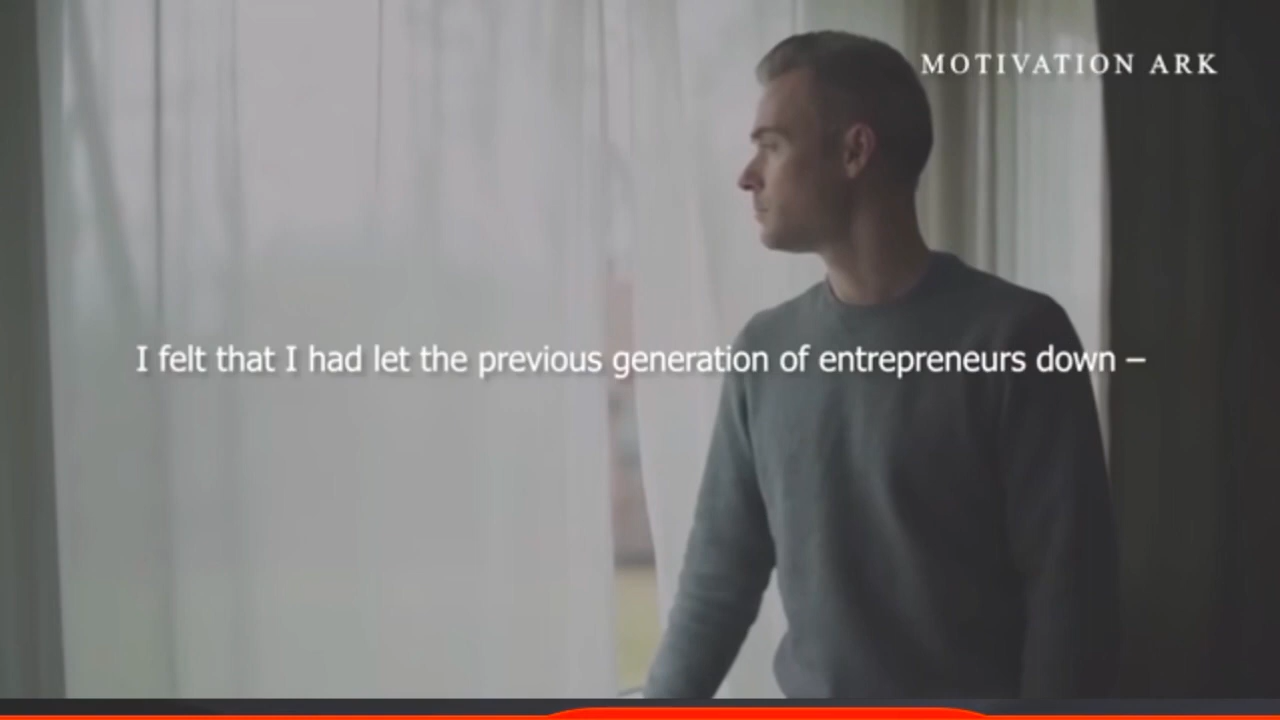 MOTIVATION ARK
I felt that I had let the previous generation of entrepreneurs down –